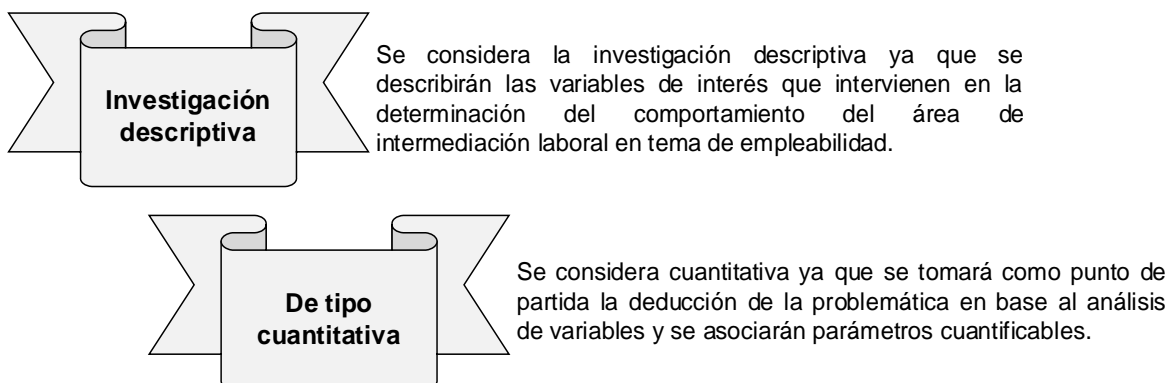 Investigación
descriptiva
Se considera la investigación descriptiva ya que se
describirán las variables de interés que intervienen en la
determinación del comportamiento del área de
intermediación laboral en tema de empleabilidad.
De tipo
cuantitativa
Se considera cuantitativa ya que se tomará como punto de
partida la deducción de la problemática en base al análisis
de variables y se asociarán parámetros cuantificables.